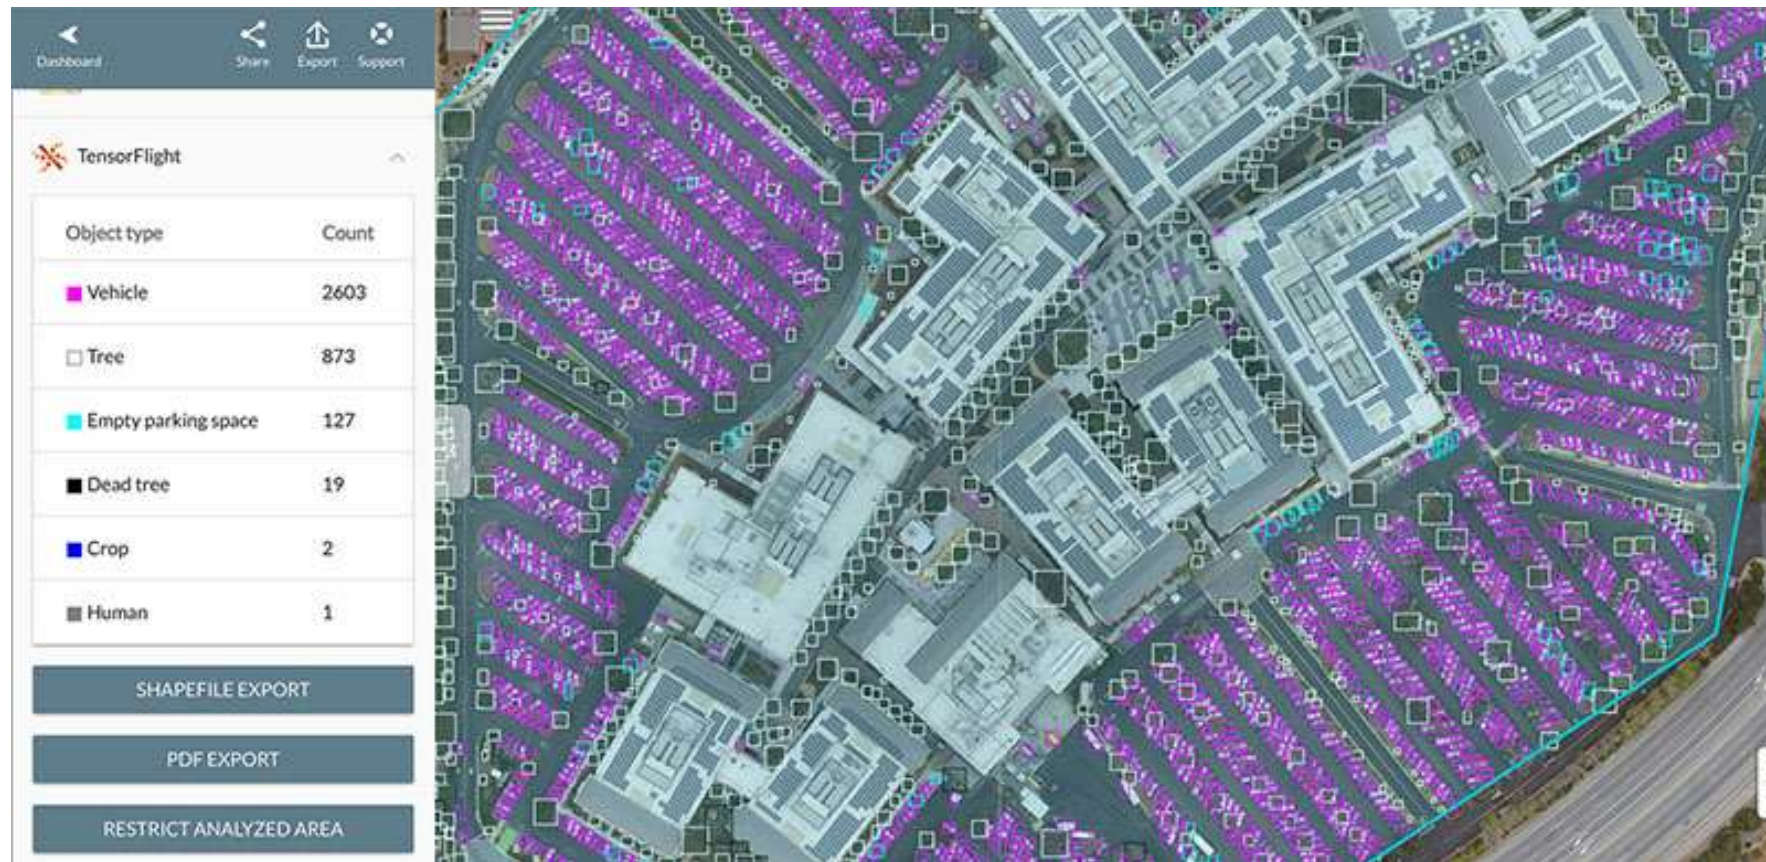 Dashboard
Share
Export
Support
TensorFlight
Object type Count
Vehicle 2603
Tree 873
Empty parking space 127
Dead tree 19
Crop 2
Human 1
SHAPEFILE EXPORT
PDF EXPORT
RESTRICT ANALYZED AREA